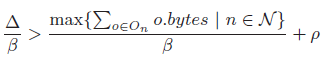 Δ/β > max{∑_{o∈O_n} o.bytes | n ∈ 𝒩}/β + ρ